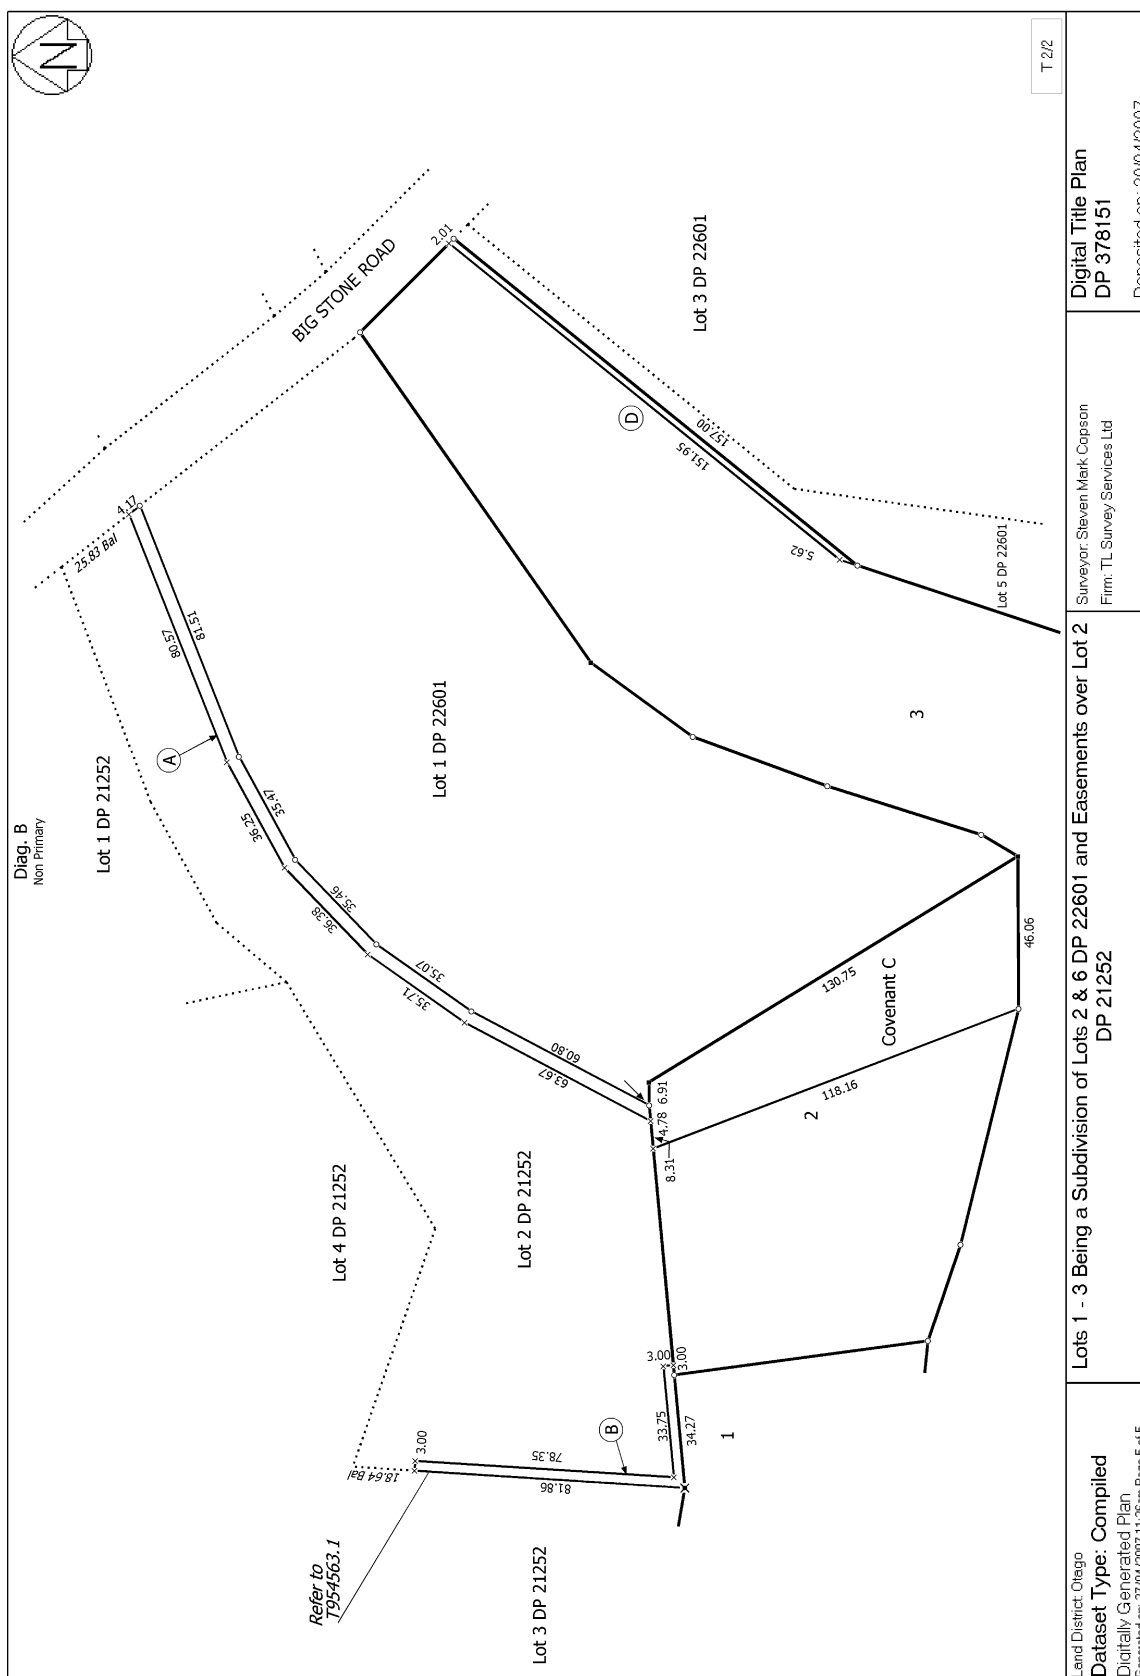 N
T 2/2
Diag. B
Non Primary
Lot 1 DP 21252
25.83 Bal
4.17
BIG STONE ROAD
2.01
Lot 3 DP 22601
80.57
81.51
A
D
157.00
151.95
5.62
Lot 5 DP 22601
Lot 1 DP 22601
3
36.25
35.47
36.38
35.46
35.71
35.07
63.67
60.80
6.91
4.78
8.31
130.75
Covenant C
46.06
118.16
2
Lot 4 DP 21252
Lot 2 DP 21252
3.00
3.00
33.75
34.27
1
B
78.35
81.86
3.00
18.64 Bal
Refer to
T954563.1
Lot 3 DP 21252
Land District: Otago
Dataset Type: Compiled
Digitally Generated Plan
Lots 1 - 3 Being a Subdivision of Lots 2 & 6 DP 22601 and Easements over Lot 2
DP 21252
Surveyor: Steven Mark Copson
Firm: TL Survey Services Ltd
Digital Title Plan
DP 378151